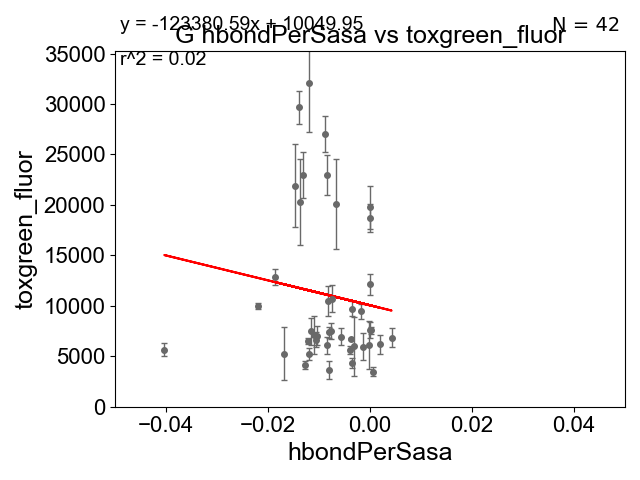 y = -123380.59x + 10049.95
N = 42
G hbondPerSasa vs toxgreen_fluor
r^2 = 0.02
35000
30000
25000
20000
15000
10000
5000
0
toxgreen_fluor
−0.04
−0.02
0.00
0.02
0.04
hbondPerSasa